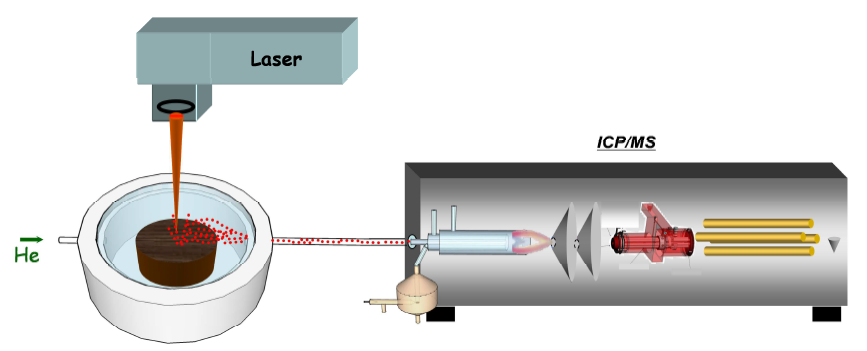 Laser
ICP/MS
He